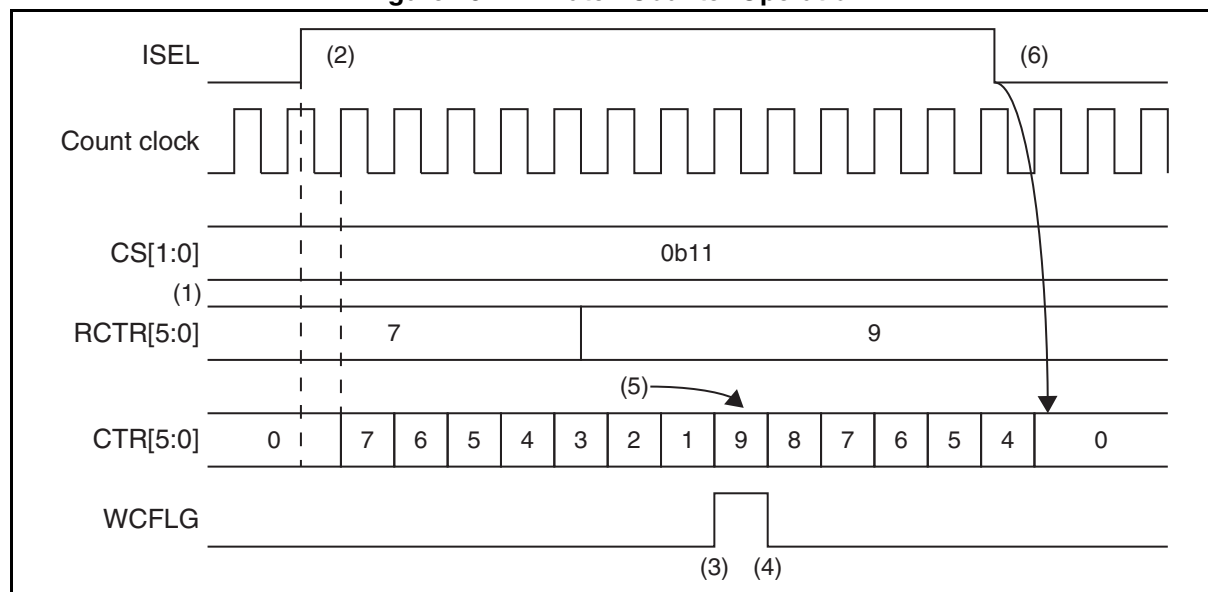 ISEL (2) (6)
Count clock
CS[1:0] 0b11
(1)
RCTR[5:0] 7 9
(5)
CTR[5:0] 0 7 6 5 4 3 2 1 9 8 7 6 5 4 0
WCFLG
(3) (4)